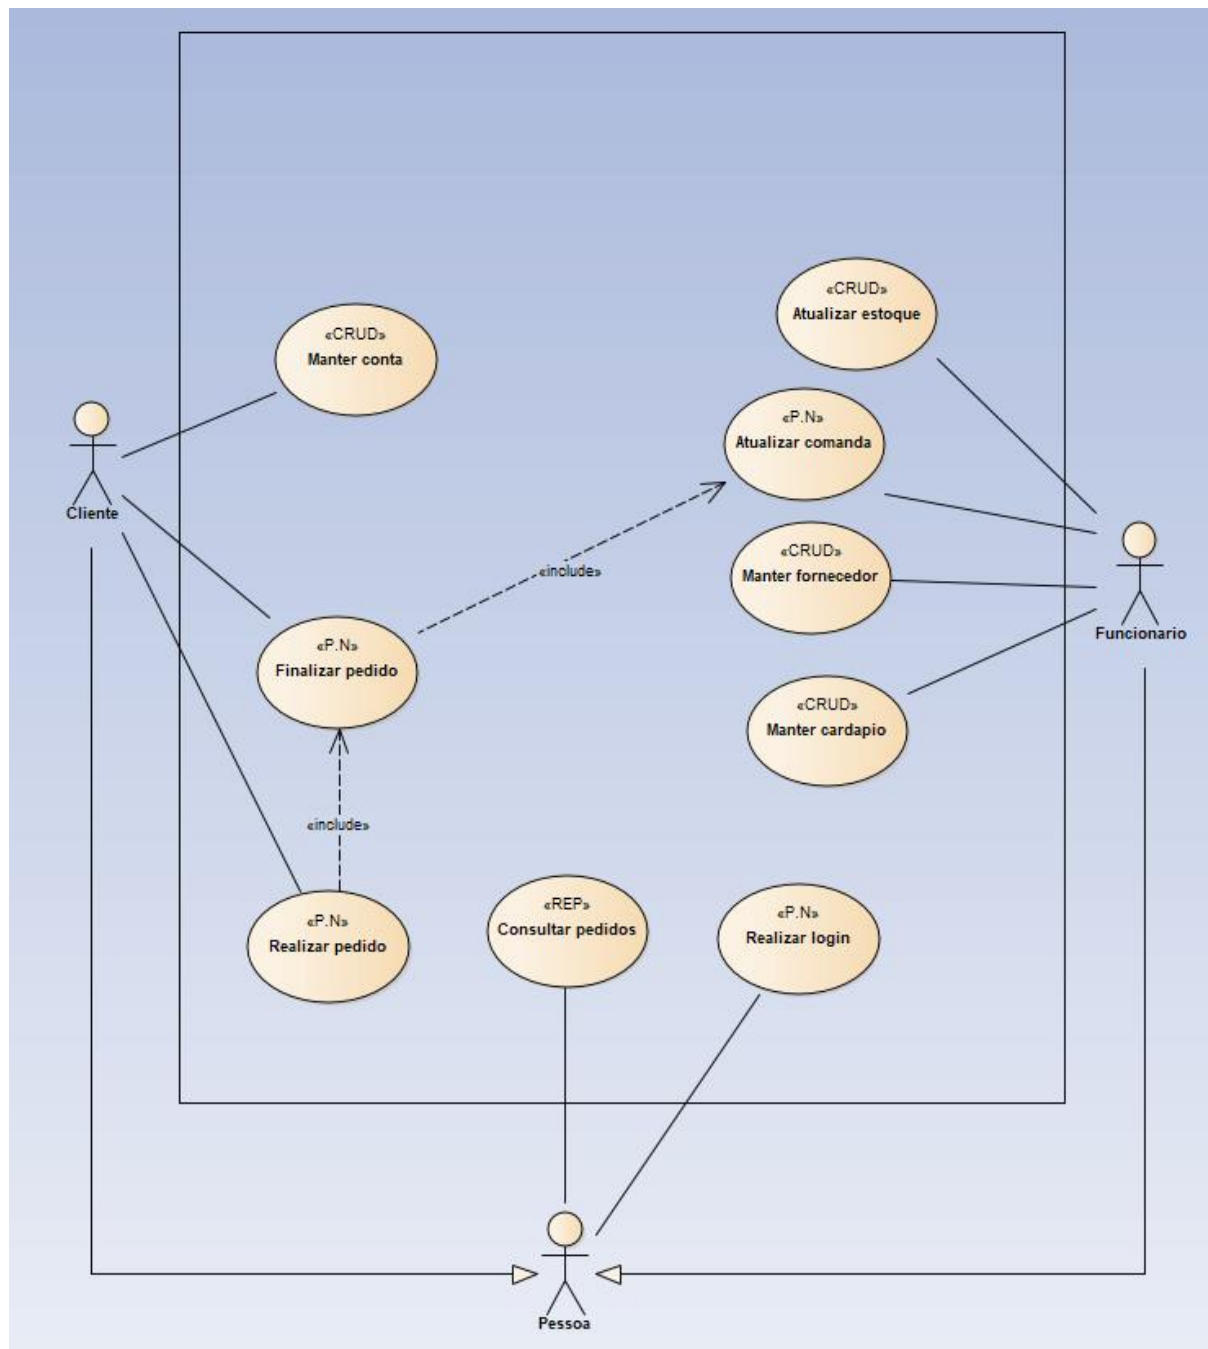 «CRUD»
Atualizar estoque
«CRUD»
Manter conta
«P.N»
Atualizar comanda
Cliente
«CRUD»
Manter fornecedor
«include»
Funcionario
«P.N»
Finalizar pedido
«CRUD»
Manter cardapio
«include»
«P.N»
Realizar pedido
«REP»
Consultar pedidos
«P.N»
Realizar login
Pessoa